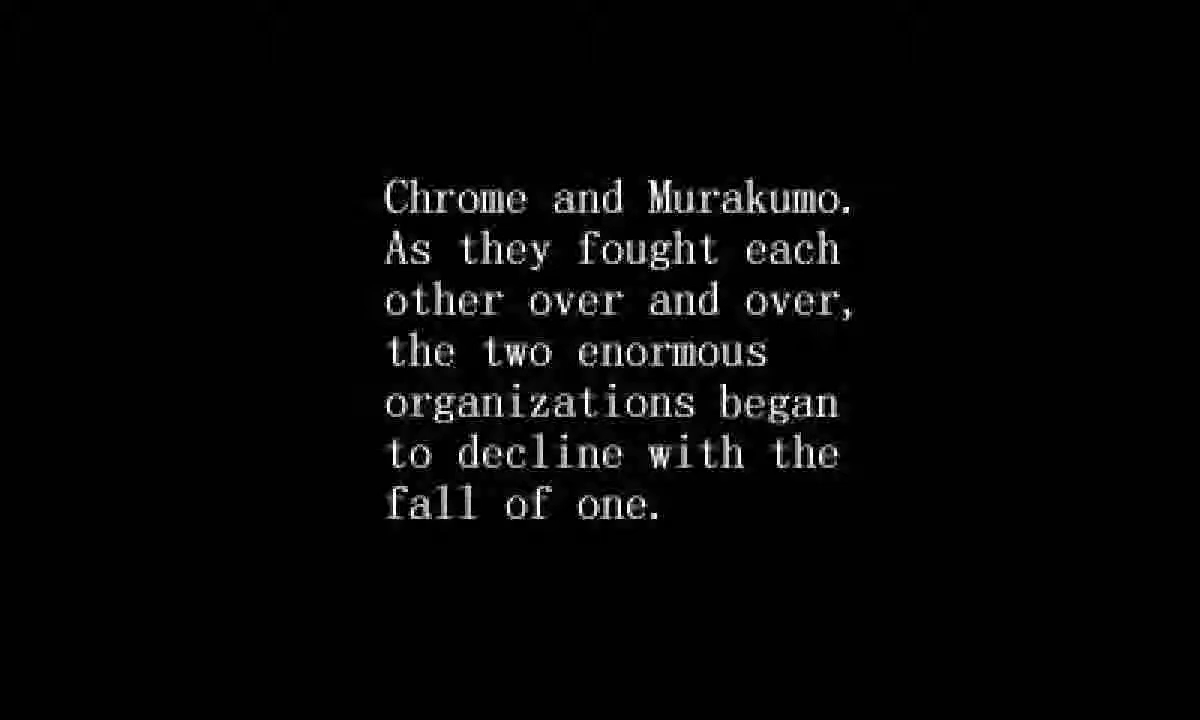 Chrome and Murakumo.
As they fought each
other over and over,
the two enormous
organizations began
to decline with the
fall of one.